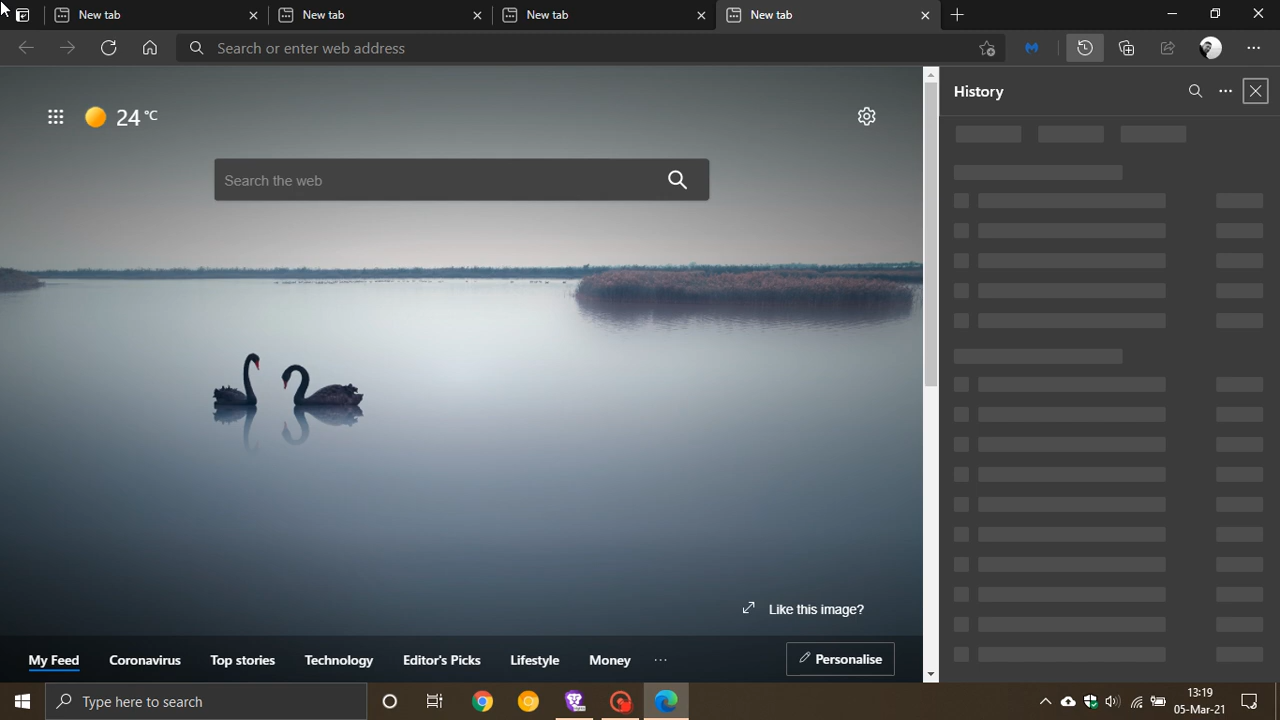 New tab
New tab
New tab
New tab
Search or enter web address
24 °C
Search the web
History
Like this image?
My Feed
Coronavirus
Top stories
Technology
Editor's Picks
Lifestyle
Money
Personalise
Type here to search
13:19
05-Mar-21